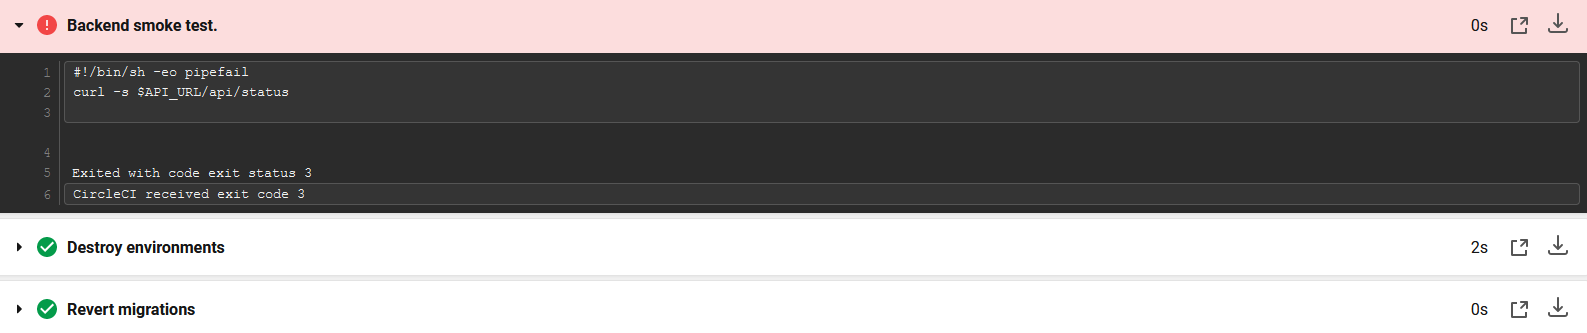 Backend smoke test. 0s
1 #!/bin/sh -eo pipefail
2 curl -s $API_URL/api/status
3
4
5 Exited with code exit status 3
6 CircleCI received exit code 3
Destroy environments 2s
Revert migrations 0s